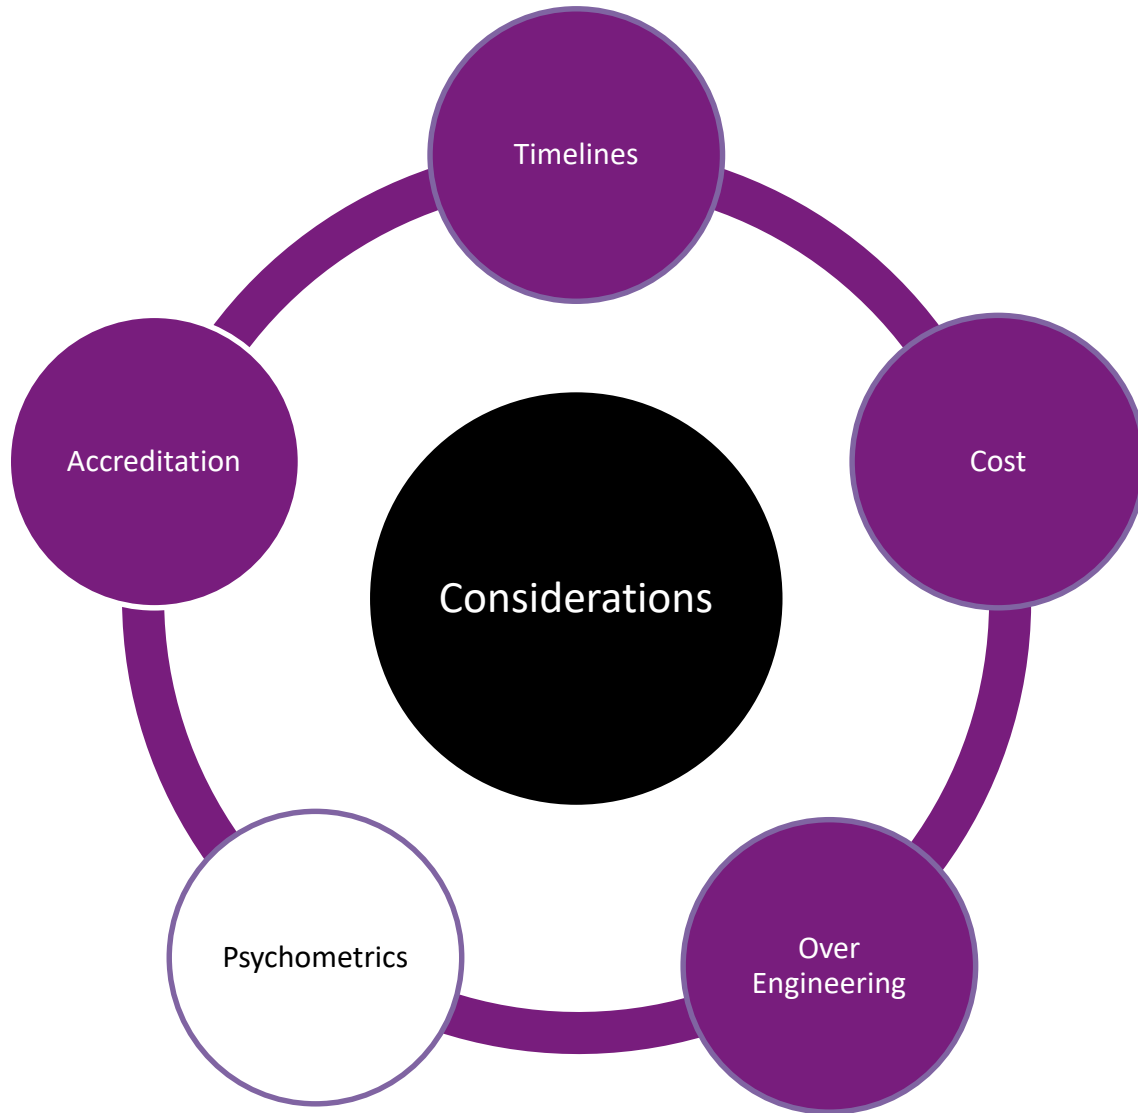 Timelines
Accreditation
Cost
Considerations
Psychometrics
Over
Engineering